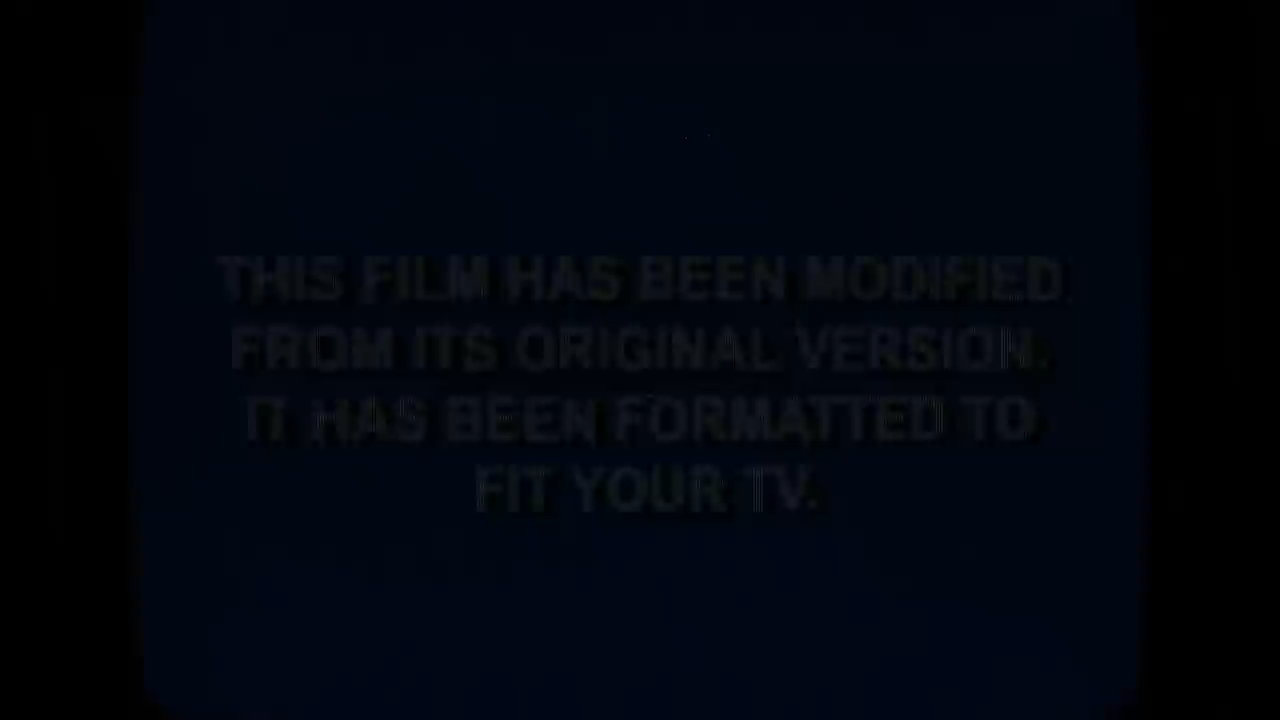 THIS FILM HAS BEEN MODIFIED
FROM ITS ORIGINAL VERSION.
IT HAS BEEN FORMATTED TO
FIT YOUR TV.